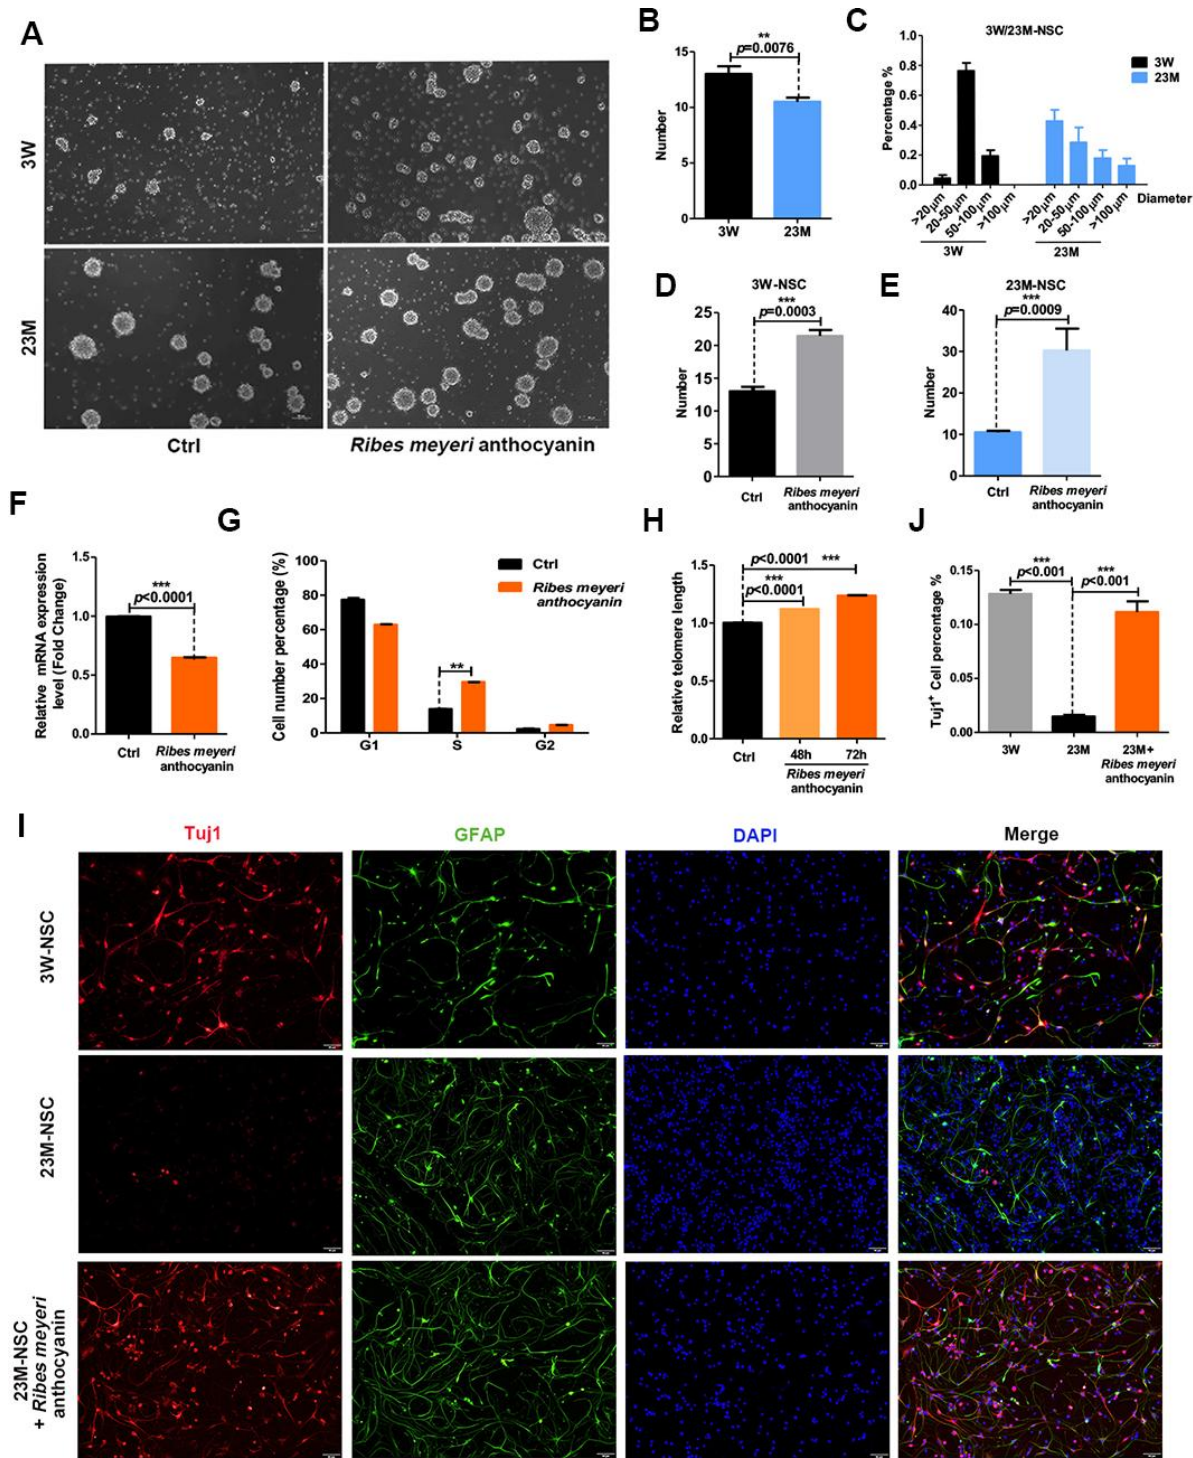 A
3W
23M
Ctrl
Ribes meyeri anthocyanin
B
**
p=0.0076
Number
15
10
5
0
3W
23M
C
3W/23M-NSC
3W
23M
Percentage %
1.0
0.8
0.6
0.4
0.2
0.0
>20μm
20-50μm
50-100μm
>100μm
>20μm
20-50μm
50-100μm
>100μm
Diameter
3W
23M
D
3W-NSC
***
p=0.0003
Number
25
20
15
10
5
0
Ctrl
Ribes meyeri
anthocyanin
E
23M-NSC
***
p=0.0009
Number
40
30
20
10
0
Ctrl
Ribes meyeri
anthocyanin
F
Relative mRNA expression
level (Fold Change)
1.5
1.0
0.5
0.0
***
p<0.0001
Ctrl
Ribes meyeri
anthocyanin
G
Cell number percentage (%)
100
80
60
40
20
0
Ctrl
Ribes meyeri
anthocyanin
**
G1
S
G2
H
Relative telomere length
1.5
1.0
0.5
0.0
p<0.0001 ***
***
p<0.0001
Ctrl
48h
72h
Ribes meyeri
anthocyanin
J
Tuj1+ Cell percentage %
0.15
0.10
0.05
0.00
***
p<0.001
***
p<0.001
3W
23M
23M+
Ribes meyeri
anthocyanin
I
Tuj1
GFAP
DAPI
Merge
3W-NSC
23M-NSC
23M-NSC
+ Ribes meyeri
anthocyanin